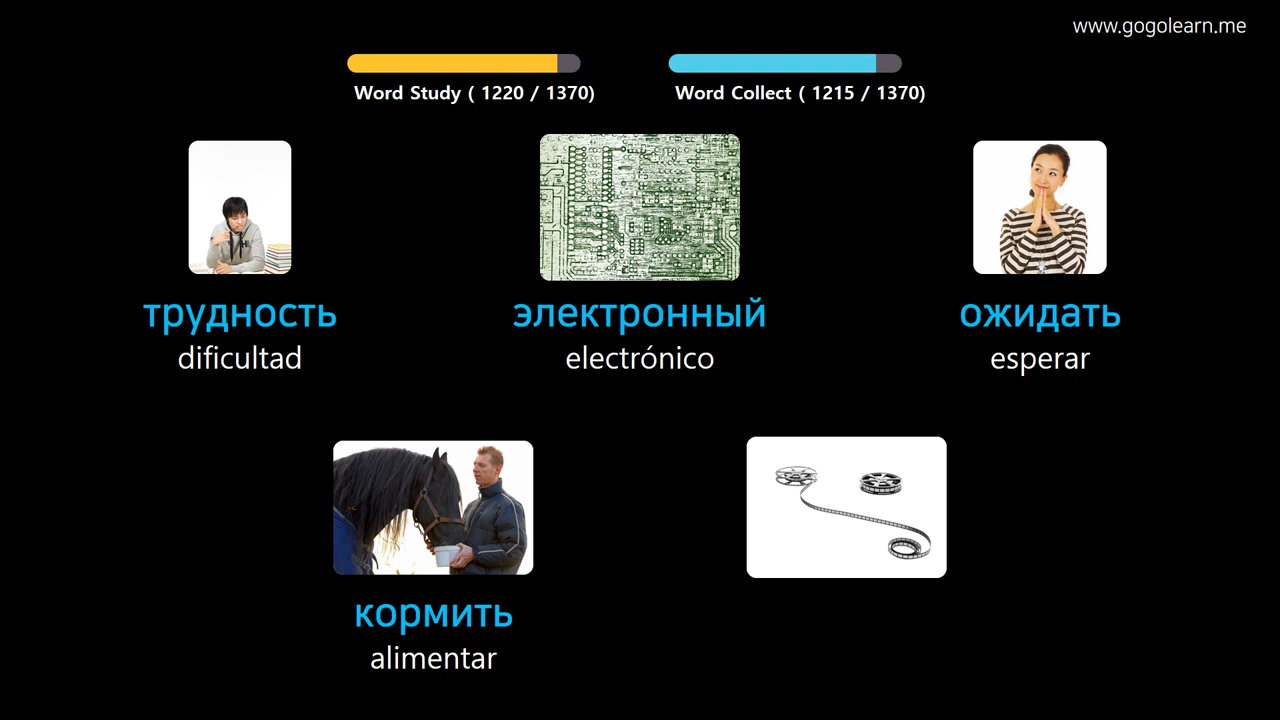 www.gogolearn.me
Word Study ( 1220 / 1370)
Word Collect ( 1215 / 1370)
трудность
dificultad
электронный
electrónico
ожидать
esperar
кормить
alimentar